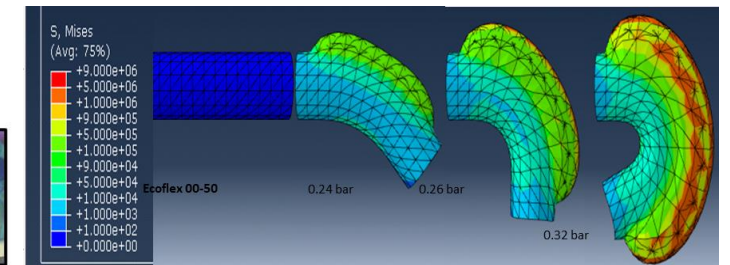 S, Mises
(Avg: 75%)
+9.000e+06
+5.000e+06
+1.000e+06
+9.000e+05
+5.000e+05
+1.000e+05
+9.000e+04
+5.000e+04
+1.000e+04
+1.000e+03
+1.000e+02
+0.000e+00
Ecoflex 00-50
0.24 bar
0.26 bar
0.32 bar